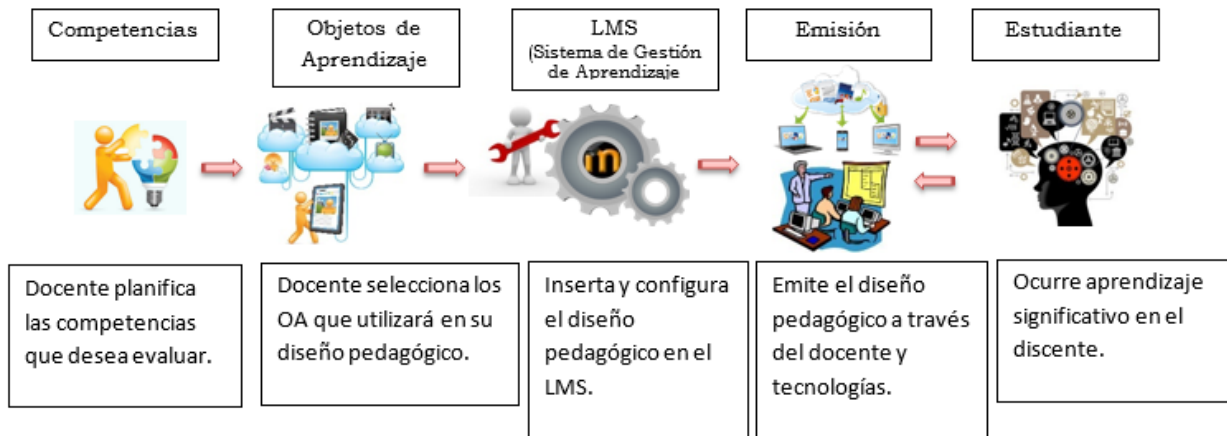 Competencias
Objetos de
Aprendizaje
LMS
(Sistema de Gestión
de Aprendizaje
Emisión
Estudiante
m
Docente planifica
las competencias
que desea evaluar.
Docente selecciona los
OA que utilizará en su
diseño pedagógico.
Inserta y configura
el diseño
pedagógico en el
LMS.
Emite el diseño
pedagógico a través
del docente y
tecnologías.
Ocurre aprendizaje
significativo en el
discente.